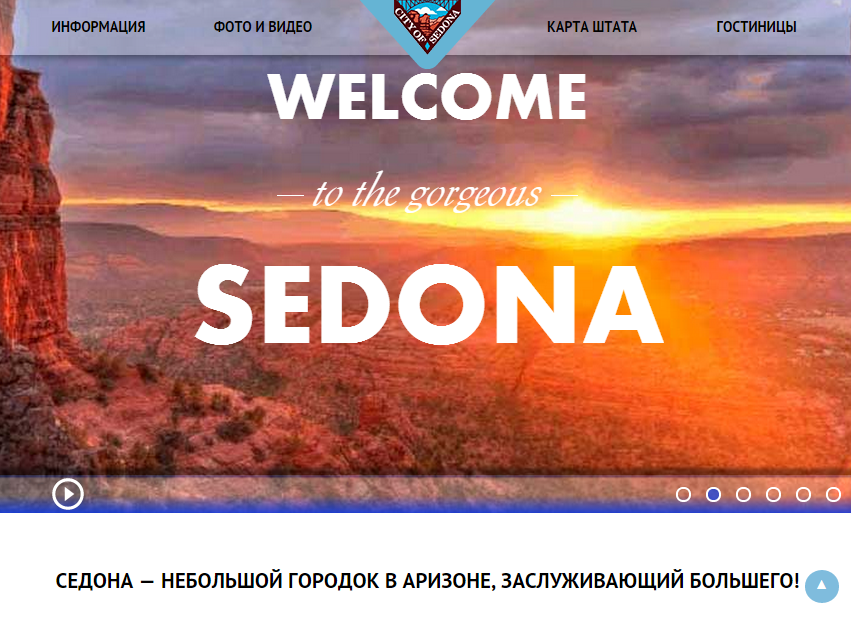 ИНФОРМАЦИЯ
ФОТО И ВИДЕО
CITY OF SEDONA
КАРТА ШТАТА
ГОСТИНИЦЫ
WELCOME
— to the gorgeous —
SEDONA
СЕДОНА — НЕБОЛЬШОЙ ГОРОДОК В АРИЗОНЕ, ЗАСЛУЖИВАЮЩИЙ БОЛЬШЕГО!